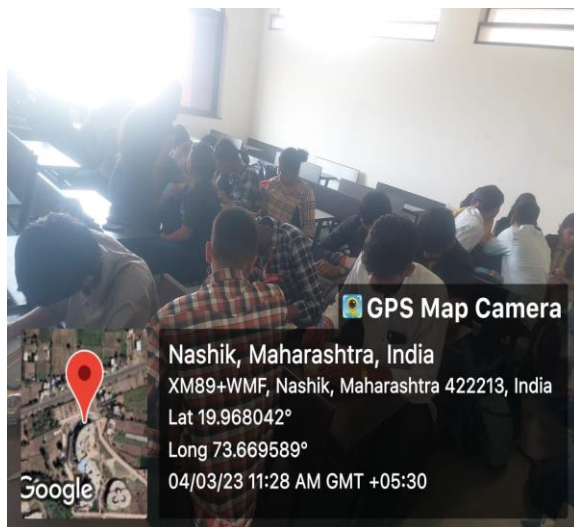 GPS Map Camera
Nashik, Maharashtra, India
XM89+WMF, Nashik, Maharashtra 422213, India
Lat 19.968042°
Long 73.669589°
04/03/23 11:28 AM GMT +05:30
Google